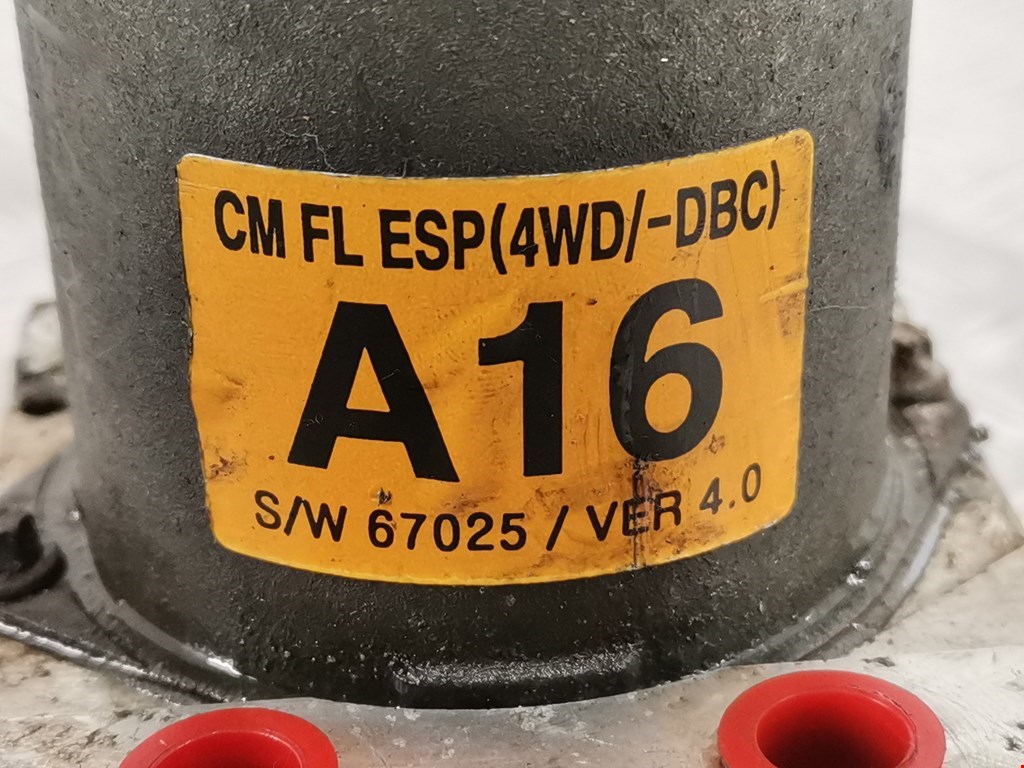 CM FL ESP(4WD/-DBC)
A16
S/W 67025 / VER 4.0